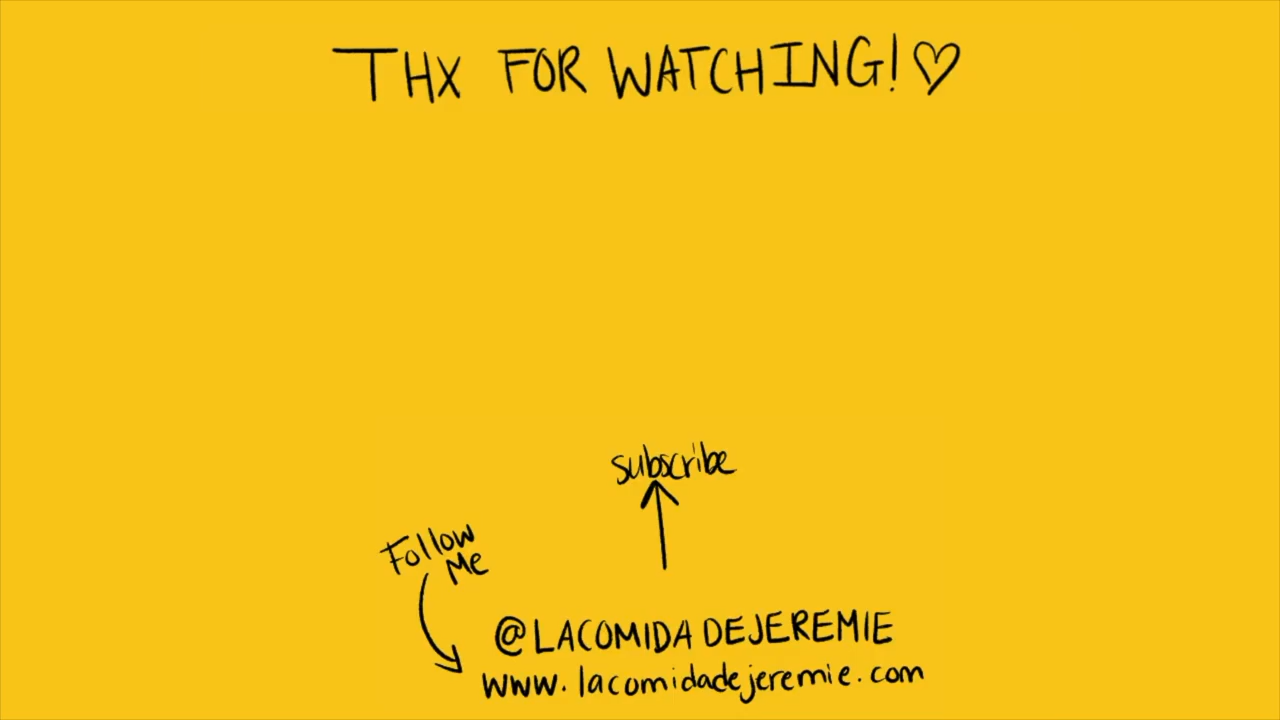 THX FOR WATCHING! ♡
subscribe
Follow
Me
@LACOMIDADEJEREMIE
www.lacomidadejeremie.com